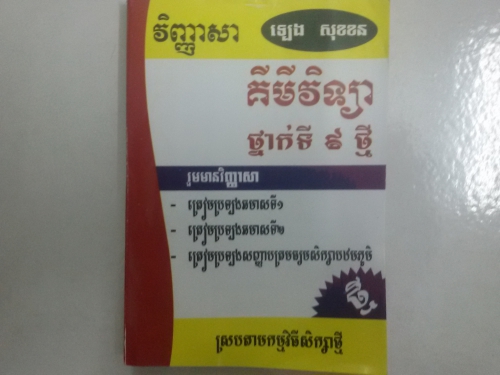 វិញ្ញាសា
ឡេង សុខខន
គីមីវិទ្យា
ថ្នាក់ទី ៩ ថ្មី
រួមមានវិញ្ញាសា
- ត្រៀមប្រឡងឆមាសទី១
- ត្រៀមប្រឡងឆមាសទី២
- ត្រៀមប្រឡងសញ្ញាបត្រមធ្យមសិក្សាបឋមភូមិ
ថ្មី
ស្របតាមកម្មវិធីសិក្សាថ្មី